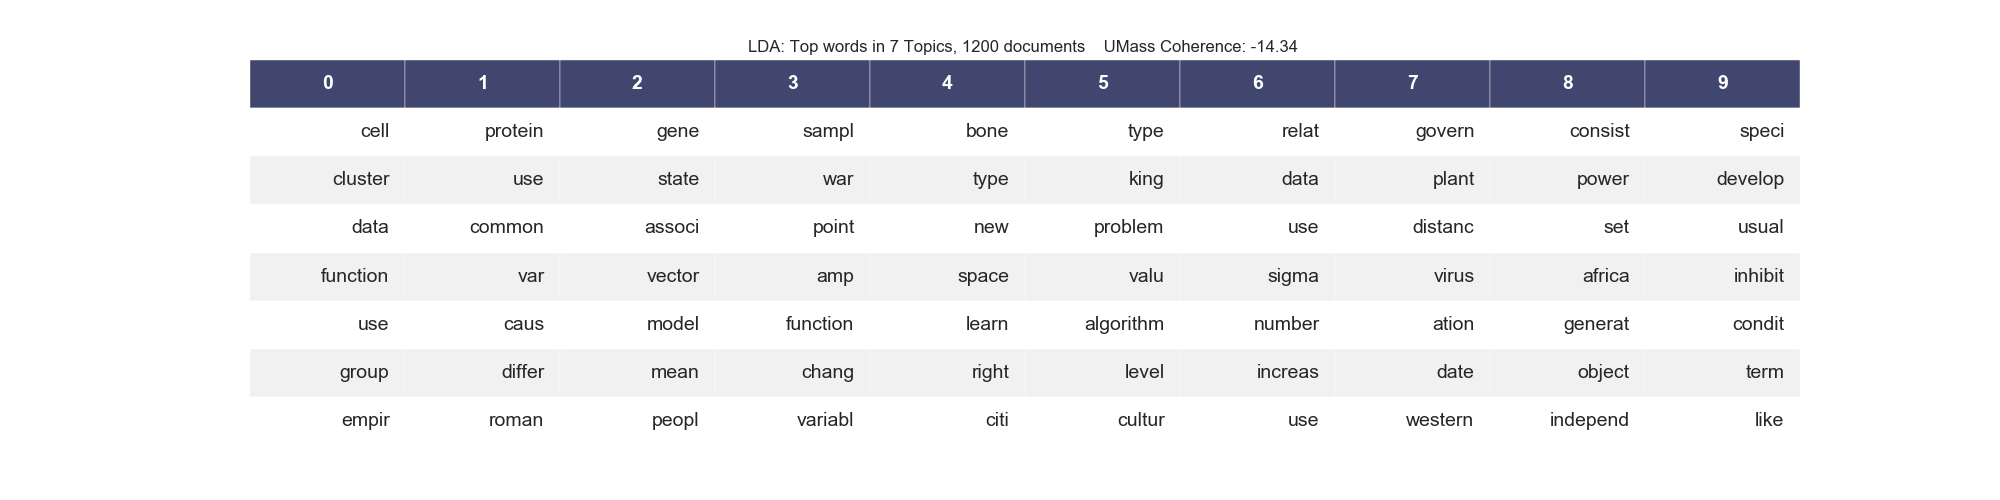 LDA: Top words in 7 Topics, 1200 documents    UMass Coherence: -14.34
0 1 2 3 4 5 6 7 8 9
cell protein gene sampl bone type relat govern consist speci
cluster use state war type king data plant power develop
data common associ point new problem use distanc set usual
function var vector amp space valu sigma virus africa inhibit
use caus model function learn algorithm number ation generat condit
group differ mean chang right level increas date object term
empir roman peopl variabl citi cultur use western independ like